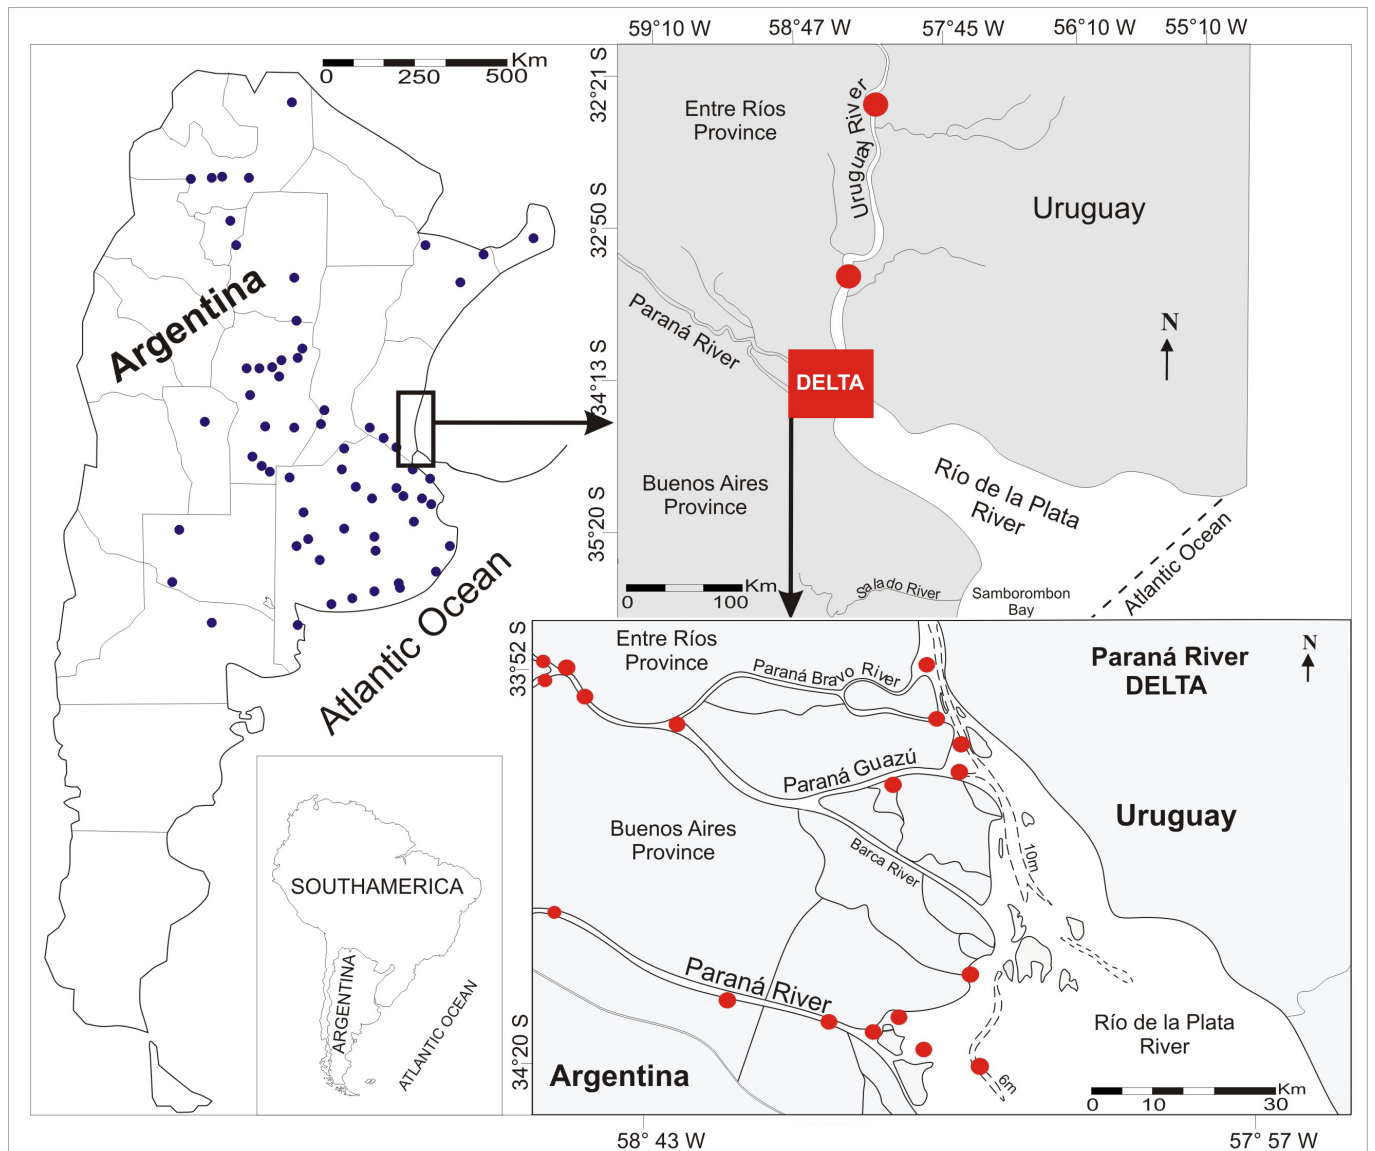 59°10 W
58°47 W
57°45 W
56°10 W
55°10 W
Km
0
250
500
Argentina
Atlantic Ocean
32°21 S
32°50 S
34°13 S
35°20 S
Entre Ríos
Province
Uruguay River
Uruguay
Paraná River
DELTA
N
Buenos Aires
Province
Río de la Plata
River
Atlantic Ocean
Km
0
100
Salado River
Samborombon
Bay
SOUTHAMERICA
ARGENTINA
ATLANTIC OCEAN
33°52 S
34°20 S
Entre Ríos
Province
Paraná Bravo River
Paraná River
DELTA
N
Paraná Guazú
Uruguay
Buenos Aires
Province
Barca River
10m
Paraná River
Río de la Plata
River
Argentina
6m
Km
0
10
30
58° 43 W
57° 57 W